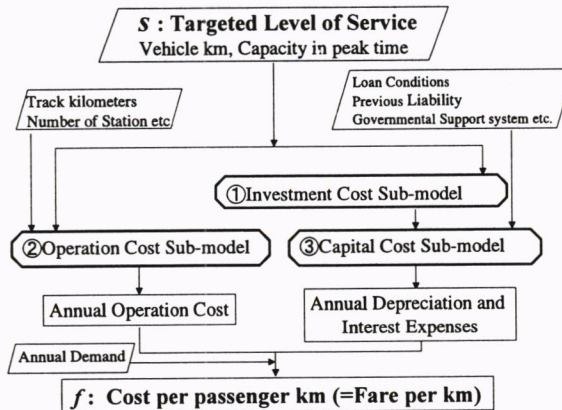 s : Targeted Level of Service
Vehicle km, Capacity in peak time
Track kilometers
Number of Station etc
Loan Conditions
Previous Liability
Governmental Support system etc.
①Investment Cost Sub-model
②Operation Cost Sub-model
③Capital Cost Sub-model
Annual Operation Cost
Annual Depreciation and
Interest Expenses
Annual Demand
f : Cost per passenger km (=Fare per km)